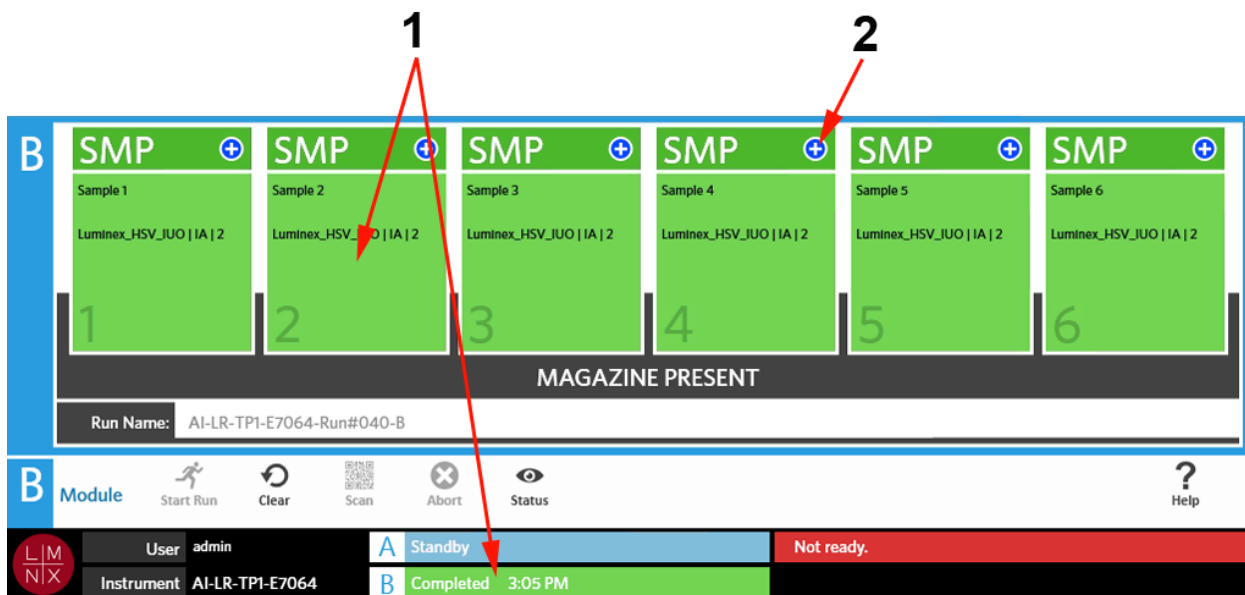 1 2
B SMP SMP SMP SMP SMP SMP
Sample 1 Sample 2 Sample 3 Sample 4 Sample 5 Sample 6
Luminex_HSV_IUO | IA | 2 Luminex_HSV_IUO | IA | 2 Luminex_HSV_IUO | IA | 2 Luminex_HSV_IUO | IA | 2 Luminex_HSV_IUO | IA | 2 Luminex_HSV_IUO | IA | 2
1 2 3 4 5 6
MAGAZINE PRESENT
Run Name: AI-LR-TP1-E7064-Run#040-B
B Module Start Run Clear Scan Abort Status ? Help
L M User admin A Standby Not ready.
N X Instrument AI-LR-TP1-E7064 B Completed 3:05 PM